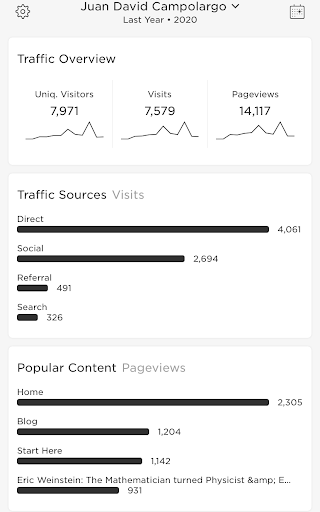 Juan David Campolargo
Last Year • 2020
Traffic Overview
Uniq. Visitors Visits Pageviews
7,971 7,579 14,117
Traffic Sources Visits
Direct
4,061
Social
2,694
Referral
491
Search
326
Popular Content Pageviews
Home
2,305
Blog
1,204
Start Here
1,142
Eric Weinstein: The Mathematician turned Physicist &amp; E...
931